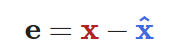 e = x − x̂